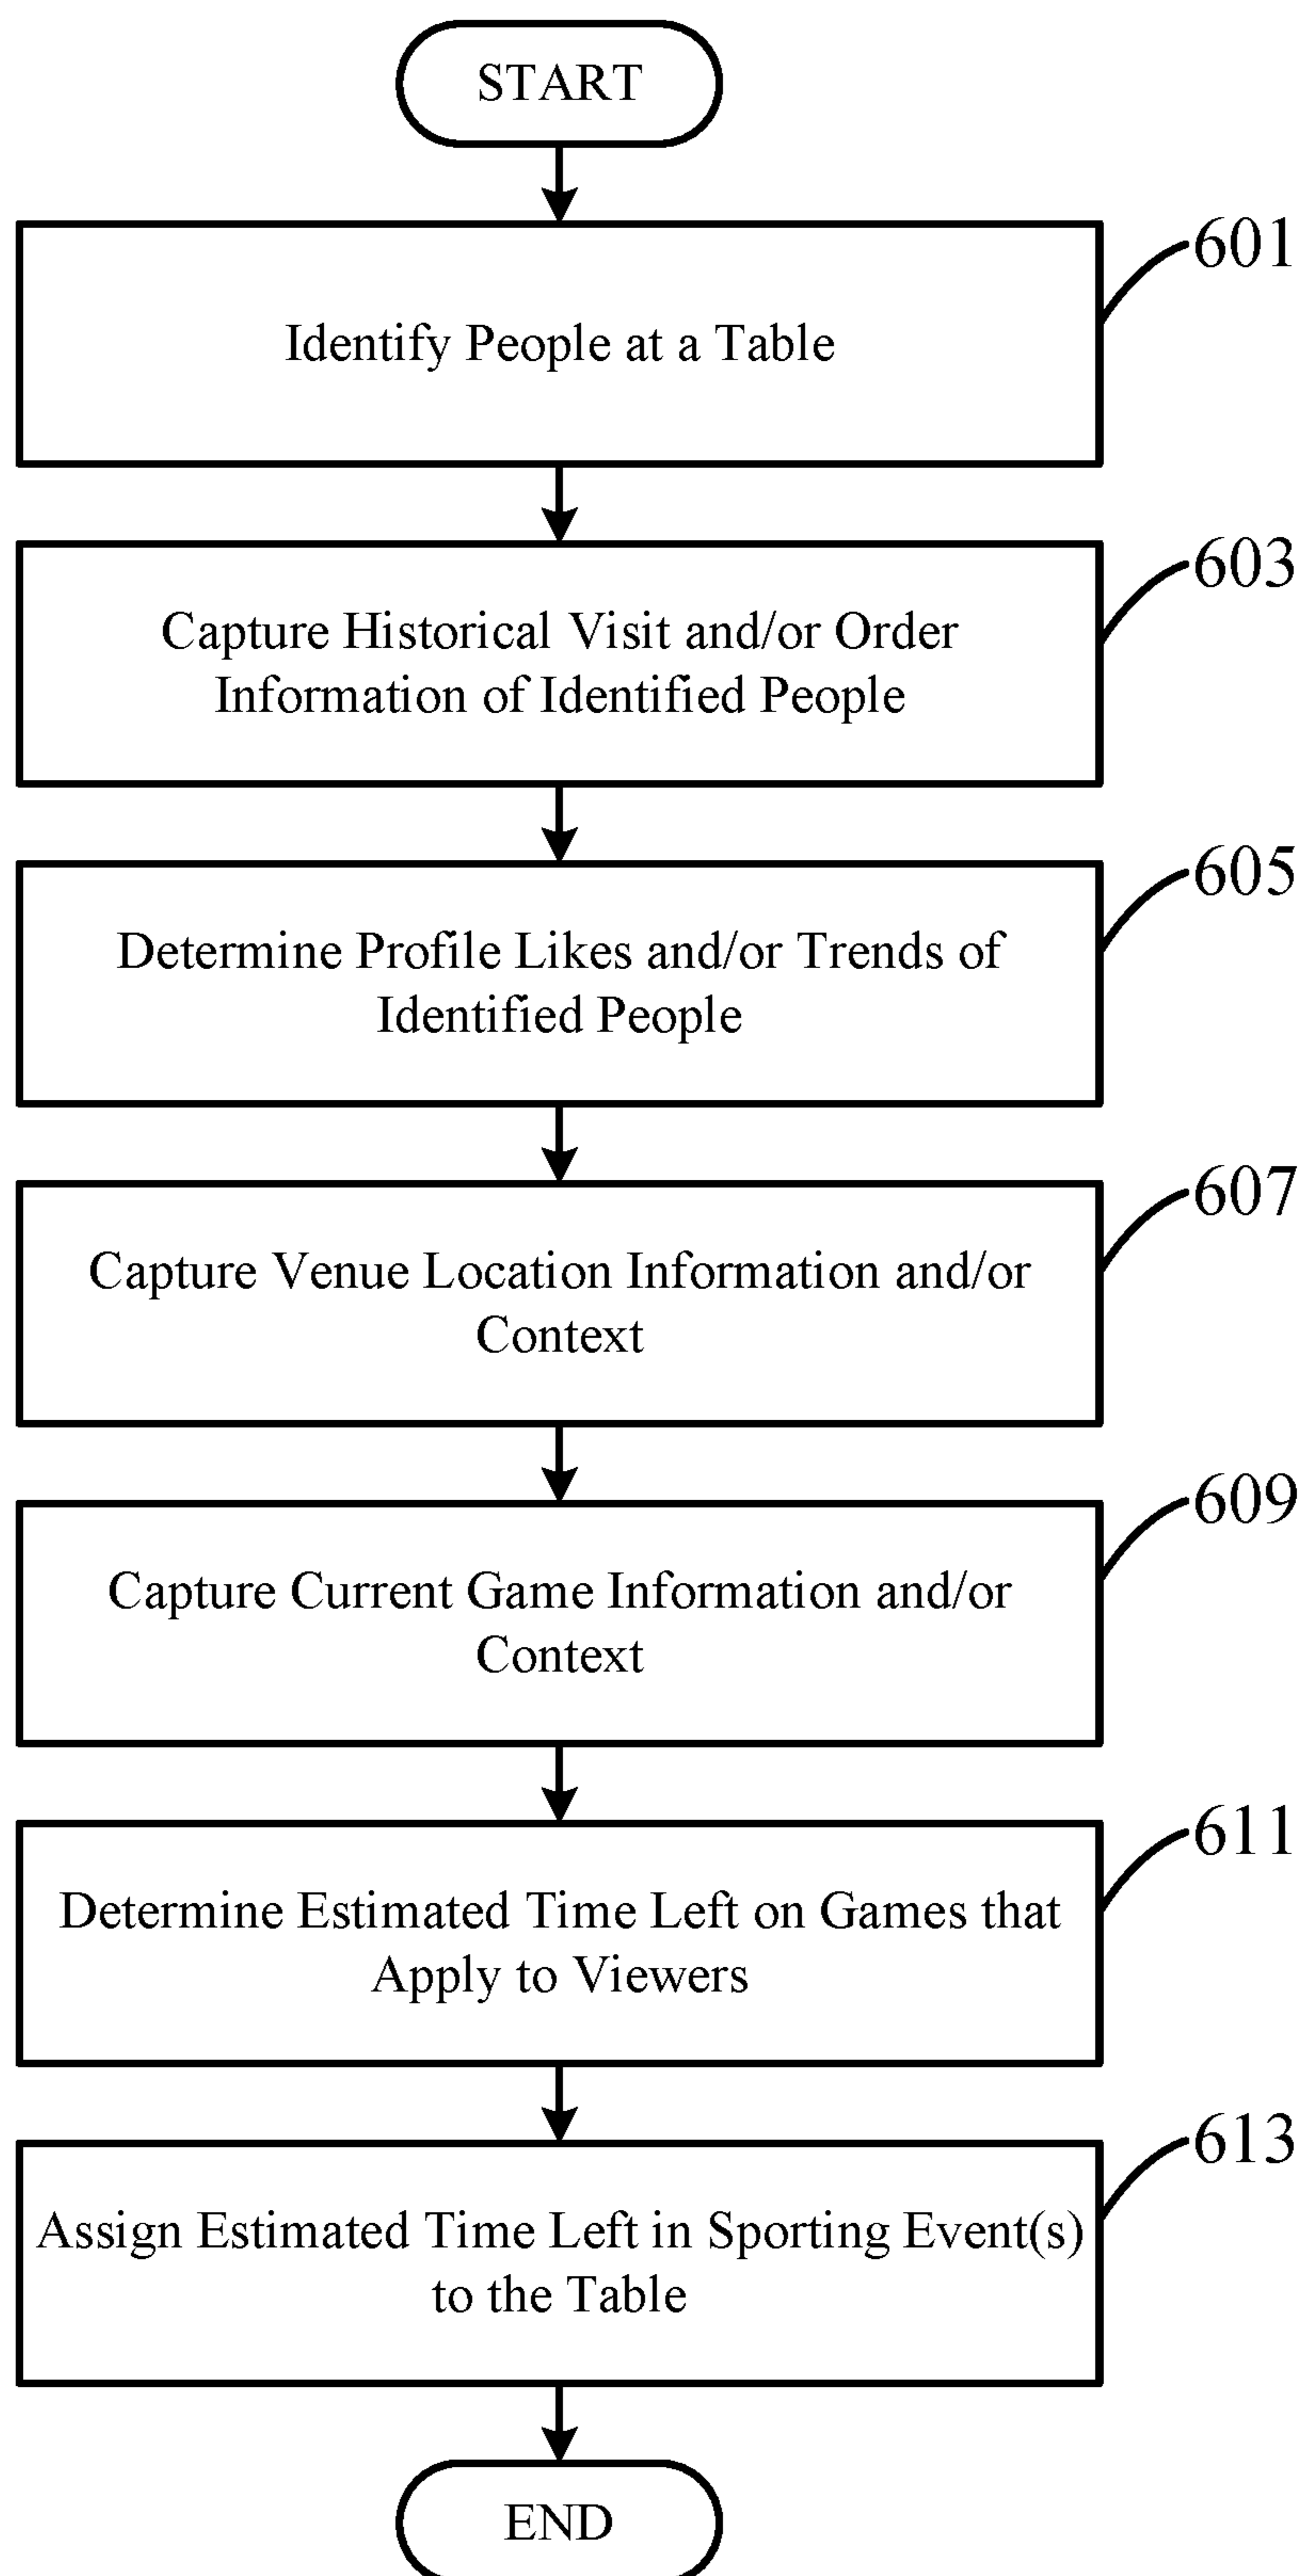 START
601
Identify People at a Table
603
Capture Historical Visit and/or Order
Information of Identified People
605
Determine Profile Likes and/or Trends of
Identified People
607
Capture Venue Location Information and/or
Context
609
Capture Current Game Information and/or
Context
611
Determine Estimated Time Left on Games that
Apply to Viewers
613
Assign Estimated Time Left in Sporting Event(s)
to the Table
END